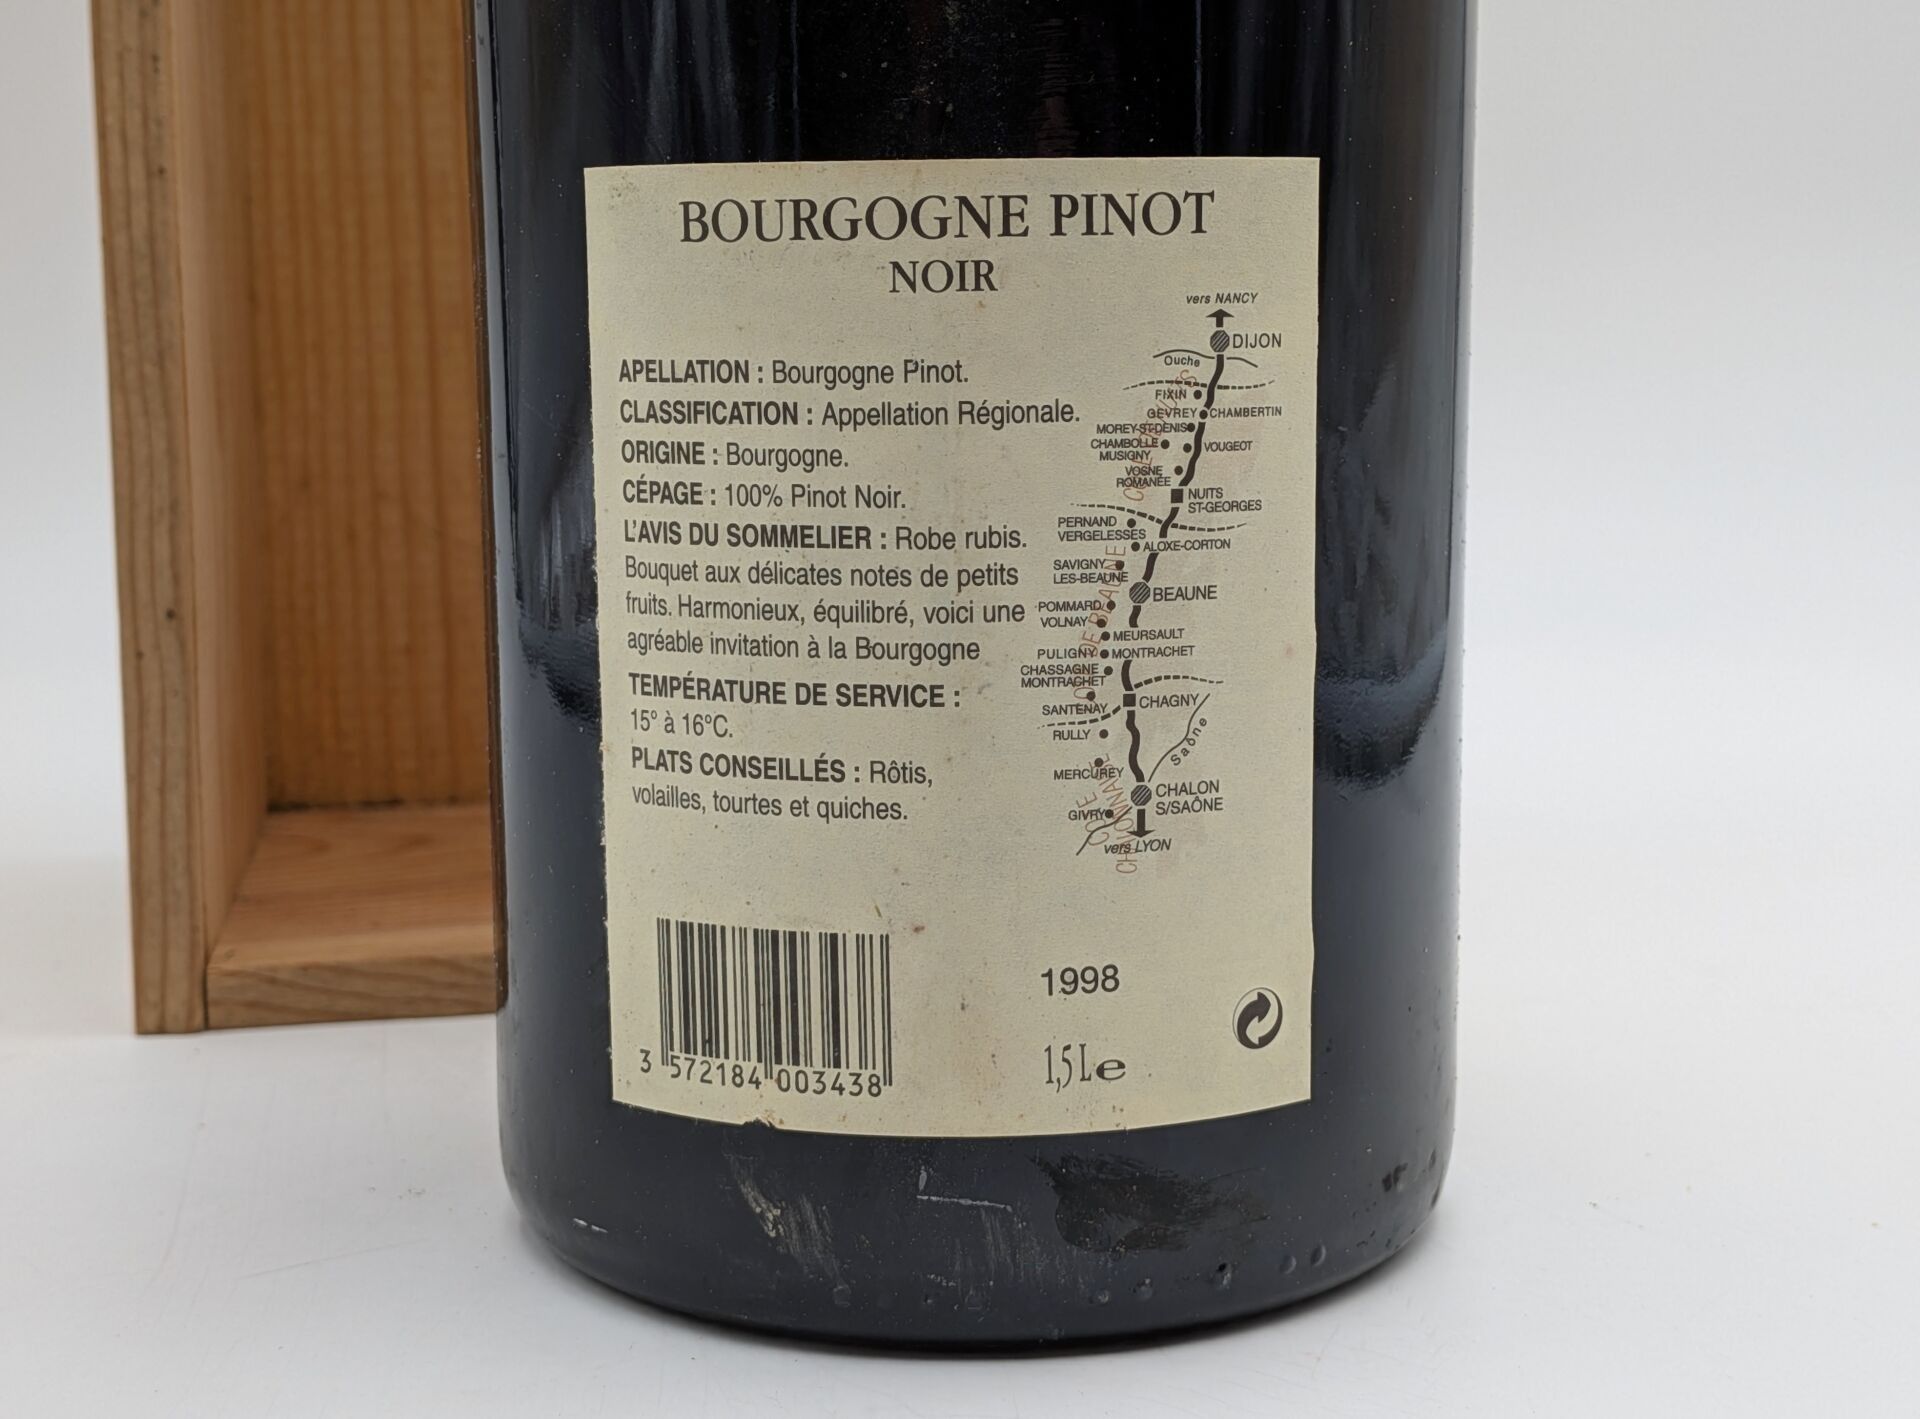 BOURGOGNE PINOT
NOIR
APELLATION : Bourgogne Pinot.
CLASSIFICATION : Appellation Régionale.
ORIGINE : Bourgogne.
CÉPAGE : 100% Pinot Noir.
L'AVIS DU SOMMELIER : Robe rubis.
Bouquet aux délicates notes de petits
fruits. Harmonieux, équilibré, voici une
agréable invitation à la Bourgogne
TEMPÉRATURE DE SERVICE :
15° à 16°C.
PLATS CONSEILLÉS : Rôtis,
volailles, tourtes et quiches.
vers NANCY
DIJON
Ouche
FIXIN
GEVREY CHAMBERTIN
MOREY-ST-DENIS
CHAMBOLLE
MUSIGNY
VOUGEOT
VOSNE
ROMANÉE
NUITS
ST-GEORGES
PERNAND
VERGELESSES
ALOXE-CORTON
SAVIGNY
LES-BEAUNE
BEAUNE
POMMARD
VOLNAY
MEURSAULT
PULIGNY MONTRACHET
CHASSAGNE
MONTRACHET
SANTENAY
CHAGNY
RULLY
Saône
MERCUREY
CHALON
S/SAÔNE
GIVRY
vers LYON
CÔTE DE BEAUNE
3 572184 003438
1998
1,5 L e